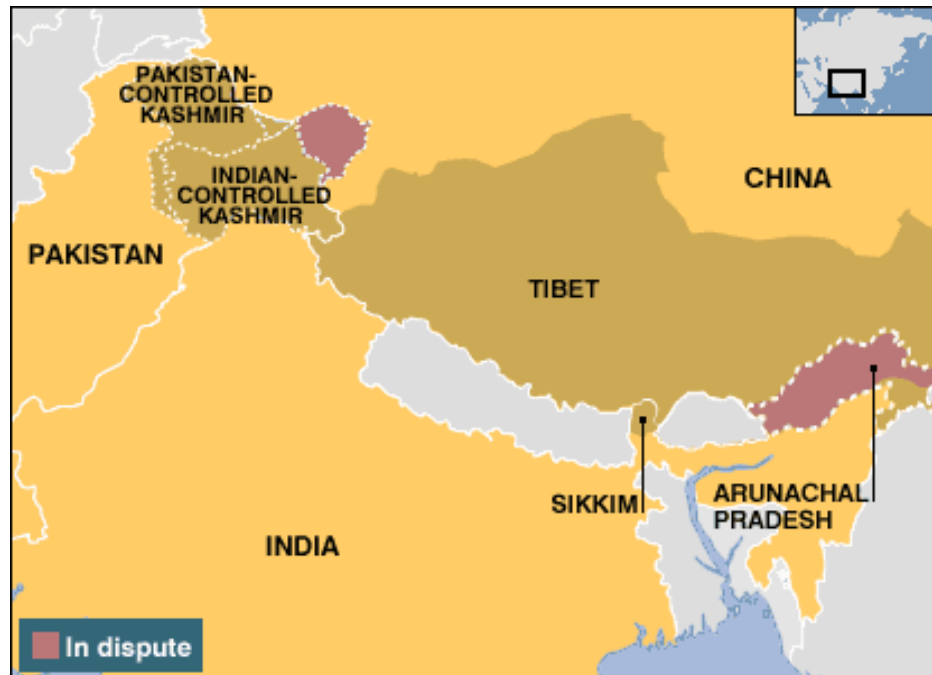 PAKISTAN-
CONTROLLED
KASHMIR
INDIAN-
CONTROLLED
KASHMIR
CHINA
PAKISTAN
TIBET
SIKKIM
ARUNACHAL
PRADESH
INDIA
In dispute